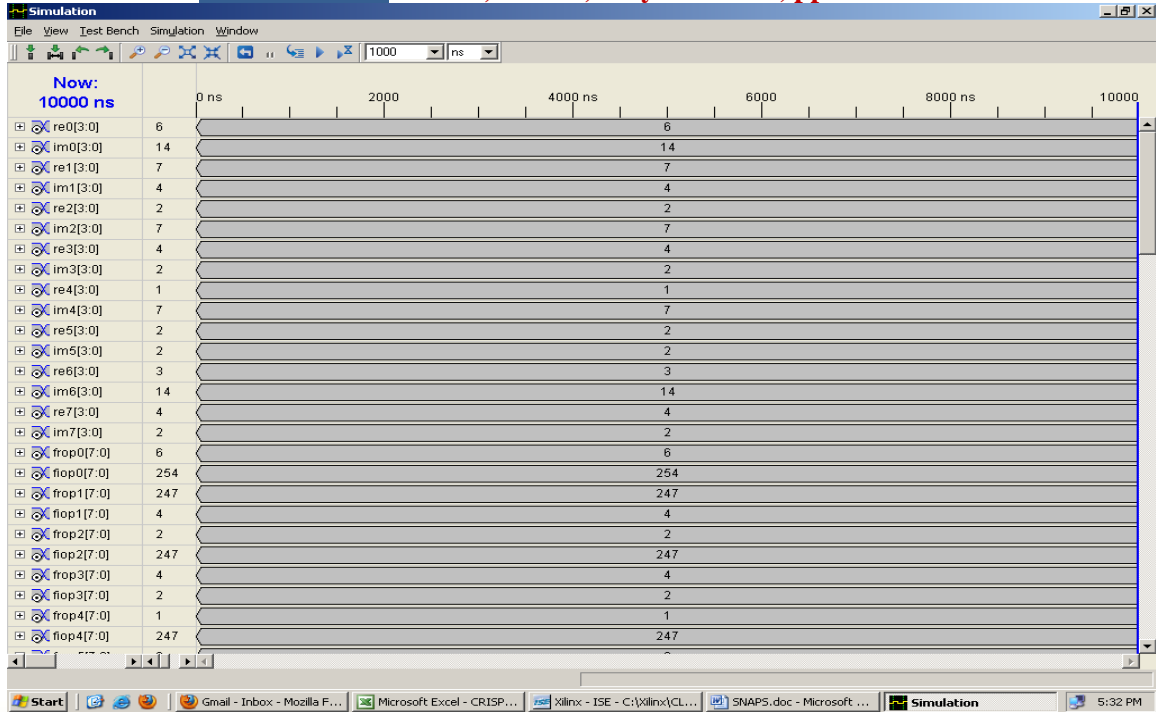 Simulation
File View Test Bench Simulation Window
1000 ns
Now:
10000 ns
0 ns 2000 4000 ns 6000 8000 ns 10000
re0[3:0] 6 6
im0[3:0] 14 14
re1[3:0] 7 7
im1[3:0] 4 4
re2[3:0] 2 2
im2[3:0] 7 7
re3[3:0] 4 4
im3[3:0] 2 2
re4[3:0] 1 1
im4[3:0] 7 7
re5[3:0] 2 2
im5[3:0] 2 2
re6[3:0] 3 3
im6[3:0] 14 14
re7[3:0] 4 4
im7[3:0] 2 2
frop0[7:0] 6 6
fiop0[7:0] 254 254
frop1[7:0] 247 247
fiop1[7:0] 4 4
frop2[7:0] 2 2
fiop2[7:0] 247 247
frop3[7:0] 4 4
fiop3[7:0] 2 2
frop4[7:0] 1 1
fiop4[7:0] 247 247
Start Gmail - Inbox - Mozilla F... Microsoft Excel - CRISP... Xilinx - ISE - C:\Xilinx\CL... SNAPS.doc - Microsoft ... Simulation 5:32 PM